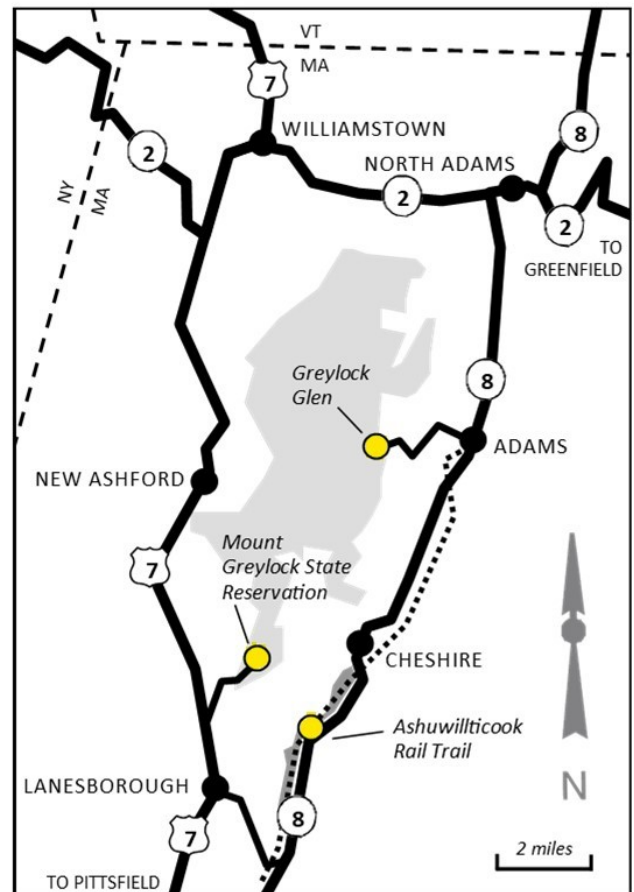 VT
MA
7
8
WILLIAMSTOWN
2
NORTH ADAMS
2
NY
MA
2
TO
GREENFIELD
Greylock
Glen
8
ADAMS
NEW ASHFORD
Mount
Greylock State
Reservation
7
CHESHIRE
Ashuwillticook
Rail Trail
LANESBOROUGH
N
8
7
2 miles
TO PITTSFIELD